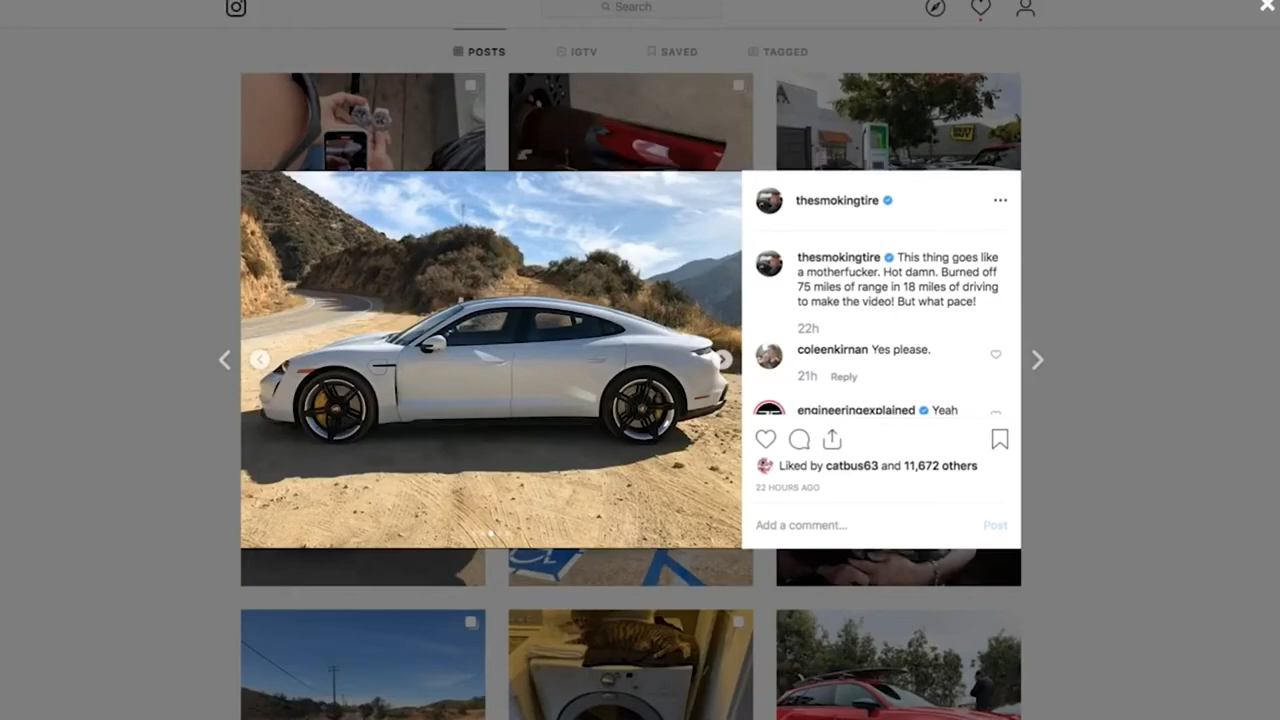 Search
POSTS
IGTV
SAVED
TAGGED
BEST
BUY
thesmokingtire
thesmokingtire This thing goes like
a motherfucker. Hot damn. Burned off
75 miles of range in 18 miles of driving
to make the video! But what pace!
22h
coleenkirnan Yes please.
21h Reply
engineeringexplained Yeah
Liked by catbus63 and 11,672 others
22 HOURS AGO
Add a comment...
Post